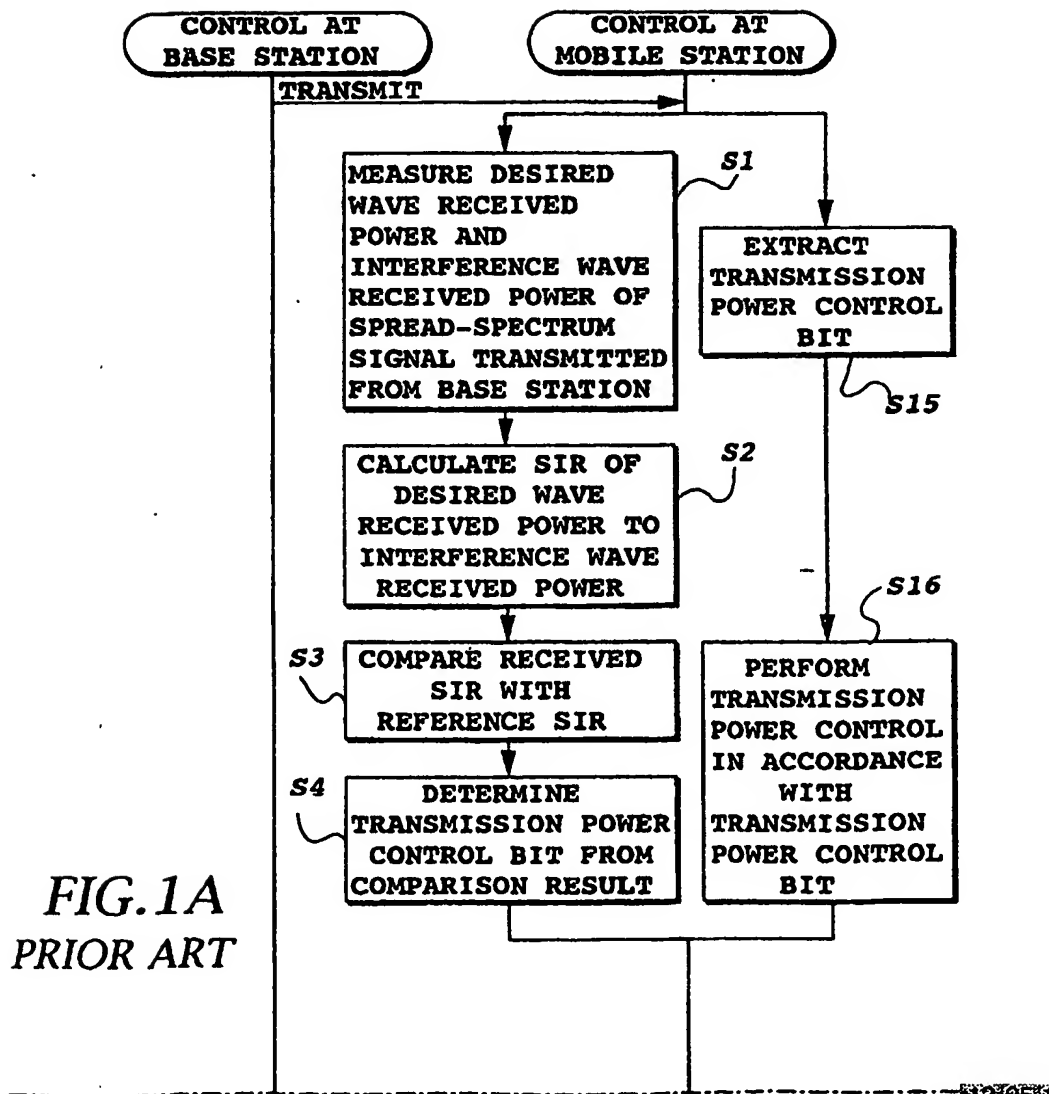 CONTROL AT
BASE STATION
CONTROL AT
MOBILE STATION
TRANSMIT
MEASURE DESIRED
WAVE RECEIVED
POWER AND
INTERFERENCE WAVE
RECEIVED POWER OF
SPREAD-SPECTRUM
SIGNAL TRANSMITTED
FROM BASE STATION
S1
EXTRACT
TRANSMISSION
POWER CONTROL
BIT
S15
CALCULATE SIR OF
DESIRED WAVE
RECEIVED POWER TO
INTERFERENCE WAVE
RECEIVED POWER
S2
S3
COMPARE RECEIVED
SIR WITH
REFERENCE SIR
S16
PERFORM
TRANSMISSION
POWER CONTROL
IN ACCORDANCE
WITH
TRANSMISSION
POWER CONTROL
BIT
S4
DETERMINE
TRANSMISSION POWER
CONTROL BIT FROM
COMPARISON RESULT
FIG.1A
PRIOR ART